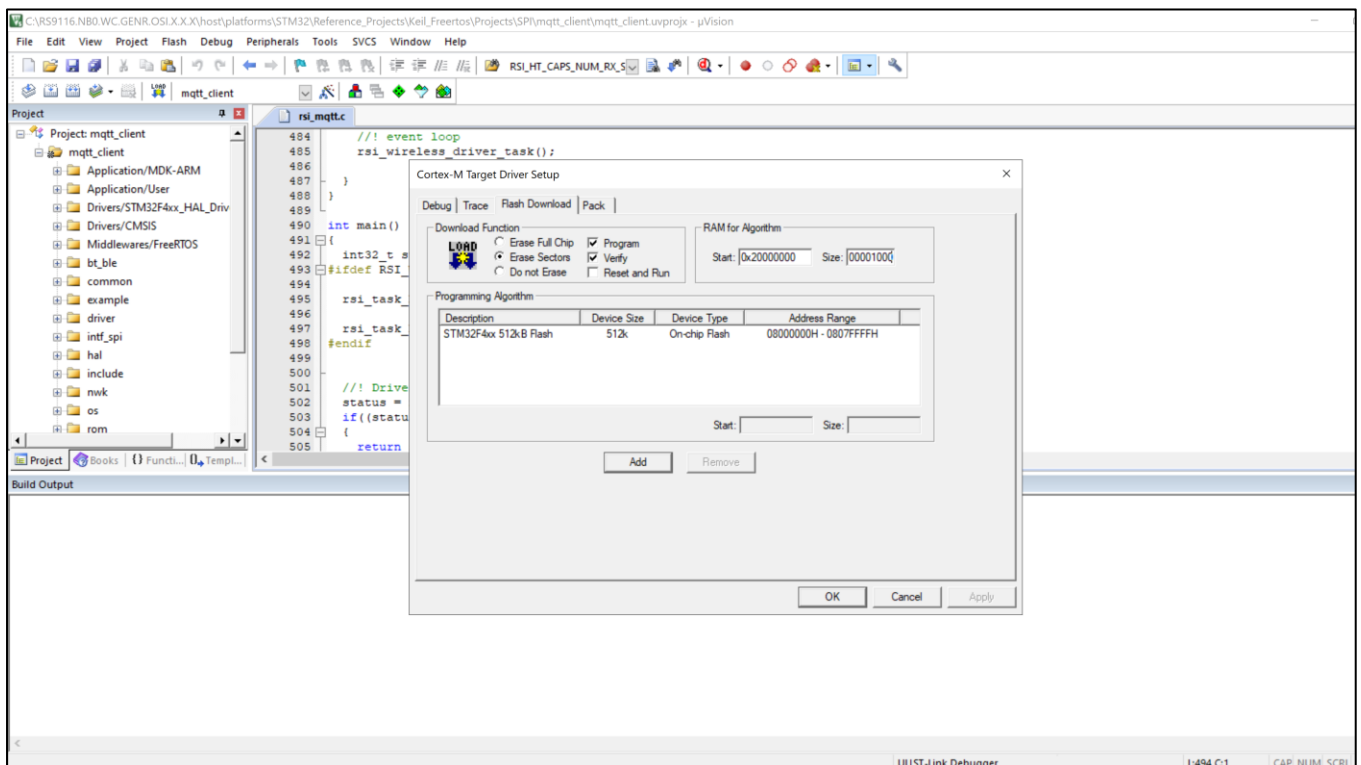 C:\RS9116.NB0.WC.GENR.OSI.X.X.X\host\platforms\STM32\Reference_Projects\Keil_Freertos\Projects\SPI\mqtt_client\mqtt_client.uvprojx - µVision
File Edit View Project Flash Debug Peripherals Tools SVCS Window Help
RSI_HT_CAPS_NUM_RX_S
LOAD mqtt_client
Project
Project: mqtt_client
mqtt_client
Application/MDK-ARM
Application/User
Drivers/STM32F4xx_HAL_Driv
Drivers/CMSIS
Middlewares/FreeRTOS
bt_ble
common
example
driver
intf_spi
hal
include
nwk
os
rom
Project Books {} Functi... Templ...
rsi_mqtt.c
484 //! event loop
485 rsi_wireless_driver_task();
486
487 }
488 }
489
490 int main()
491 {
492 int32_t s
493 #ifdef RSI_
494
495 rsi_task_
496
497 rsi_task_
498 #endif
499
500
501 //! Drive
502 status =
503 if((statu
504 {
505 return
Cortex-M Target Driver Setup
Debug Trace Flash Download Pack
Download Function
LOAD
Erase Full Chip Program
Erase Sectors Verify
Do not Erase Reset and Run
RAM for Algorithm
Start: 0x20000000 Size: 00001000
Programming Algorithm
Description Device Size Device Type Address Range
STM32F4xx 512kB Flash 512k On-chip Flash 08000000H - 0807FFFFH
Start: Size:
Add Remove
OK Cancel Apply
Build Output
L:494 C:1 CAP NUM SCRL